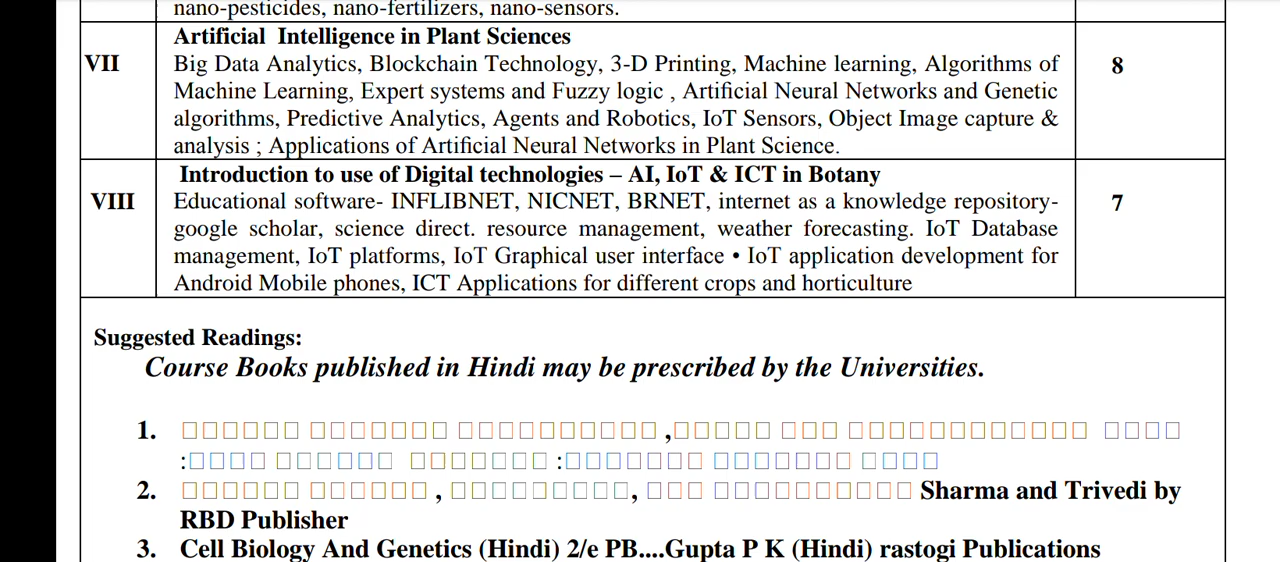 nano-pesticides, nano-fertilizers, nano-sensors.
VII
Artificial Intelligence in Plant Sciences
Big Data Analytics, Blockchain Technology, 3-D Printing, Machine learning, Algorithms of
Machine Learning, Expert systems and Fuzzy logic , Artificial Neural Networks and Genetic
algorithms, Predictive Analytics, Agents and Robotics, IoT Sensors, Object Image capture &
analysis ; Applications of Artificial Neural Networks in Plant Science.
8
VIII
Introduction to use of Digital technologies – AI, IoT & ICT in Botany
Educational software- INFLIBNET, NICNET, BRNET, internet as a knowledge repository-
google scholar, science direct. resource management, weather forecasting. IoT Database
management, IoT platforms, IoT Graphical user interface • IoT application development for
Android Mobile phones, ICT Applications for different crops and horticulture
7
Suggested Readings:
Course Books published in Hindi may be prescribed by the Universities.
1. ,
: :
2. , , Sharma and Trivedi by
RBD Publisher
3. Cell Biology And Genetics (Hindi) 2/e PB....Gupta P K (Hindi) rastogi Publications